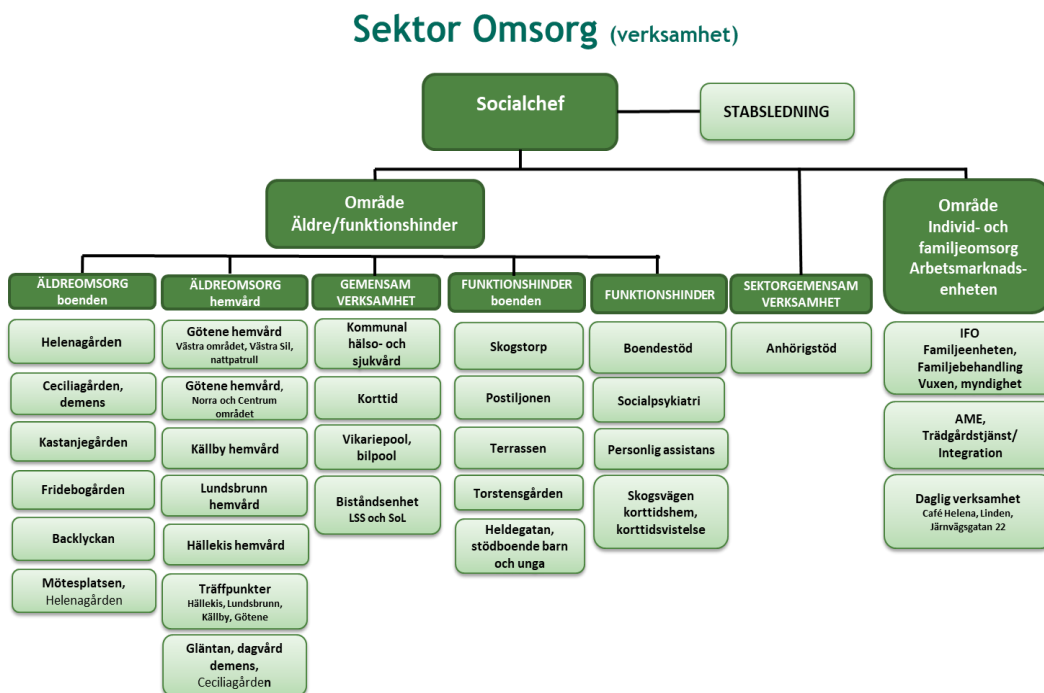 Sektor Omsorg (verksamhet)
Socialchef
STABSLEDNING
Område
Äldre/funktionshinder
Område
Individ- och
familjeomsorg
Arbetsmarknads-
enheten
ÄLDREOMSORG
boenden
Helenagården
Ceciliagården,
demens
Kastanjegården
Fridebogården
Backlyckan
Mötesplatsen,
Helenagården
ÄLDREOMSORG
hemvård
Götene hemvård
Västra området, Västra Sil,
nattpatrull
Götene hemvård,
Norra och Centrum
området
Källby hemvård
Lundsbrunn
hemvård
Hällekis hemvård
Träffpunkter
Hällekis, Lundsbrunn,
Källby, Götene
Gläntan, dagvård
demens,
Ceciliagården
GEMENSAM
VERKSAMHET
Kommunal
hälso- och
sjukvård
Korttid
Vikariepool,
bilpool
Biståndsenhet
LSS och SoL
FUNKTIONSHINDER
boenden
Skogstorp
Postiljonen
Terrassen
Torstensgården
Heldegatan,
stödboende barn
och unga
FUNKTIONSHINDER
Boendestöd
Socialpsykiatri
Personlig assistans
Skogsvägen
korttidshem,
korttidsvistelse
SEKTORGEMENSAM
VERKSAMHET
Anhörigstöd
IFO
Familjeenheten,
Familjebehandling
Vuxen, myndighet
AME,
Trädgårdstjänst/
Integration
Daglig verksamhet
Café Helena, Linden,
Järnvägsgatan 22